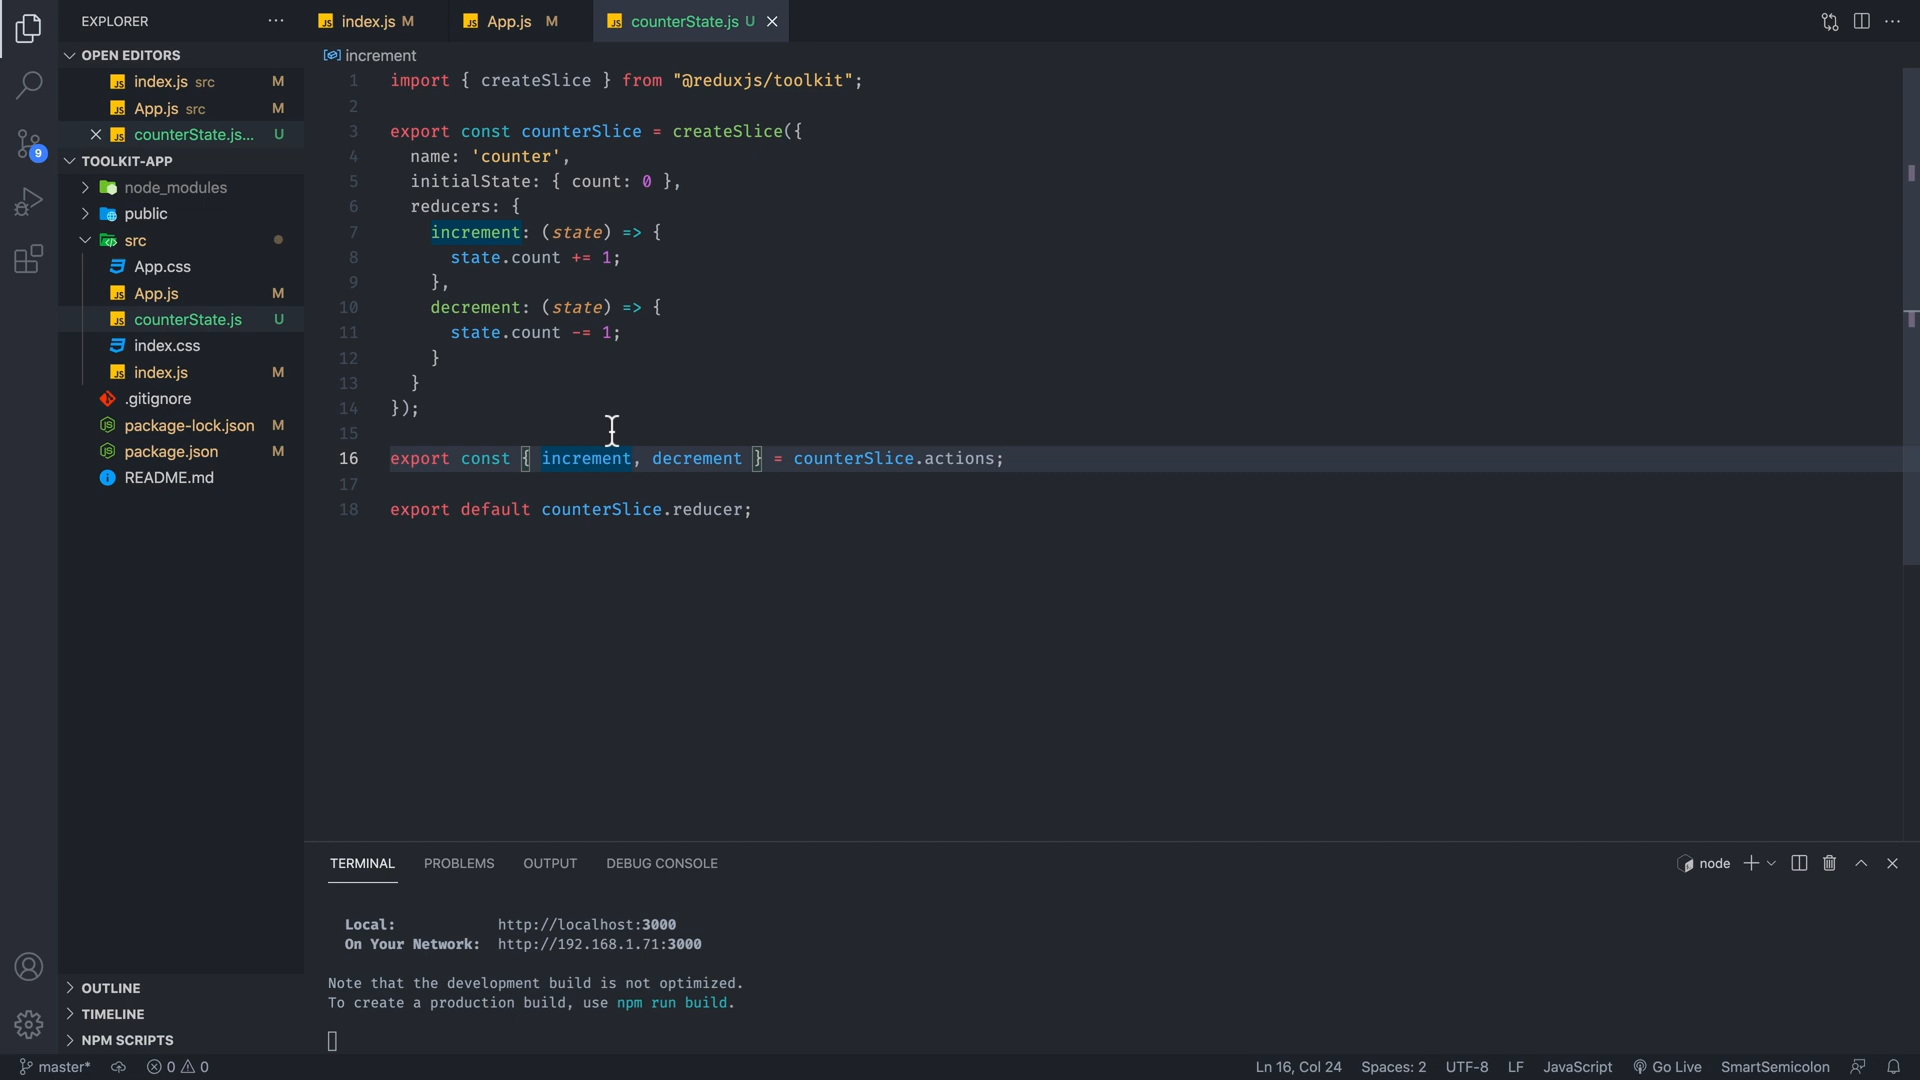 EXPLORER
OPEN EDITORS
index.js src M
App.js src M
counterState.js... U
TOOLKIT-APP
node_modules
public
src
App.css
App.js M
counterState.js U
index.css
index.js M
.gitignore
package-lock.json M
package.json M
README.md
OUTLINE
TIMELINE
NPM SCRIPTS
9
index.js M App.js M counterState.js U
increment
1 import { createSlice } from "@reduxjs/toolkit";
2
3 export const counterSlice = createSlice({
4 name: 'counter',
5 initialState: { count: 0 },
6 reducers: {
7 increment: (state) => {
8 state.count += 1;
9 },
10 decrement: (state) => {
11 state.count -= 1;
12 }
13 }
14 });
15
16 export const { increment, decrement } = counterSlice.actions;
17
18 export default counterSlice.reducer;
TERMINAL PROBLEMS OUTPUT DEBUG CONSOLE node
Local: http://localhost:3000
On Your Network: http://192.168.1.71:3000
Note that the development build is not optimized.
To create a production build, use npm run build.
master* 0 0 Ln 16, Col 24 Spaces: 2 UTF-8 LF JavaScript Go Live SmartSemicolon